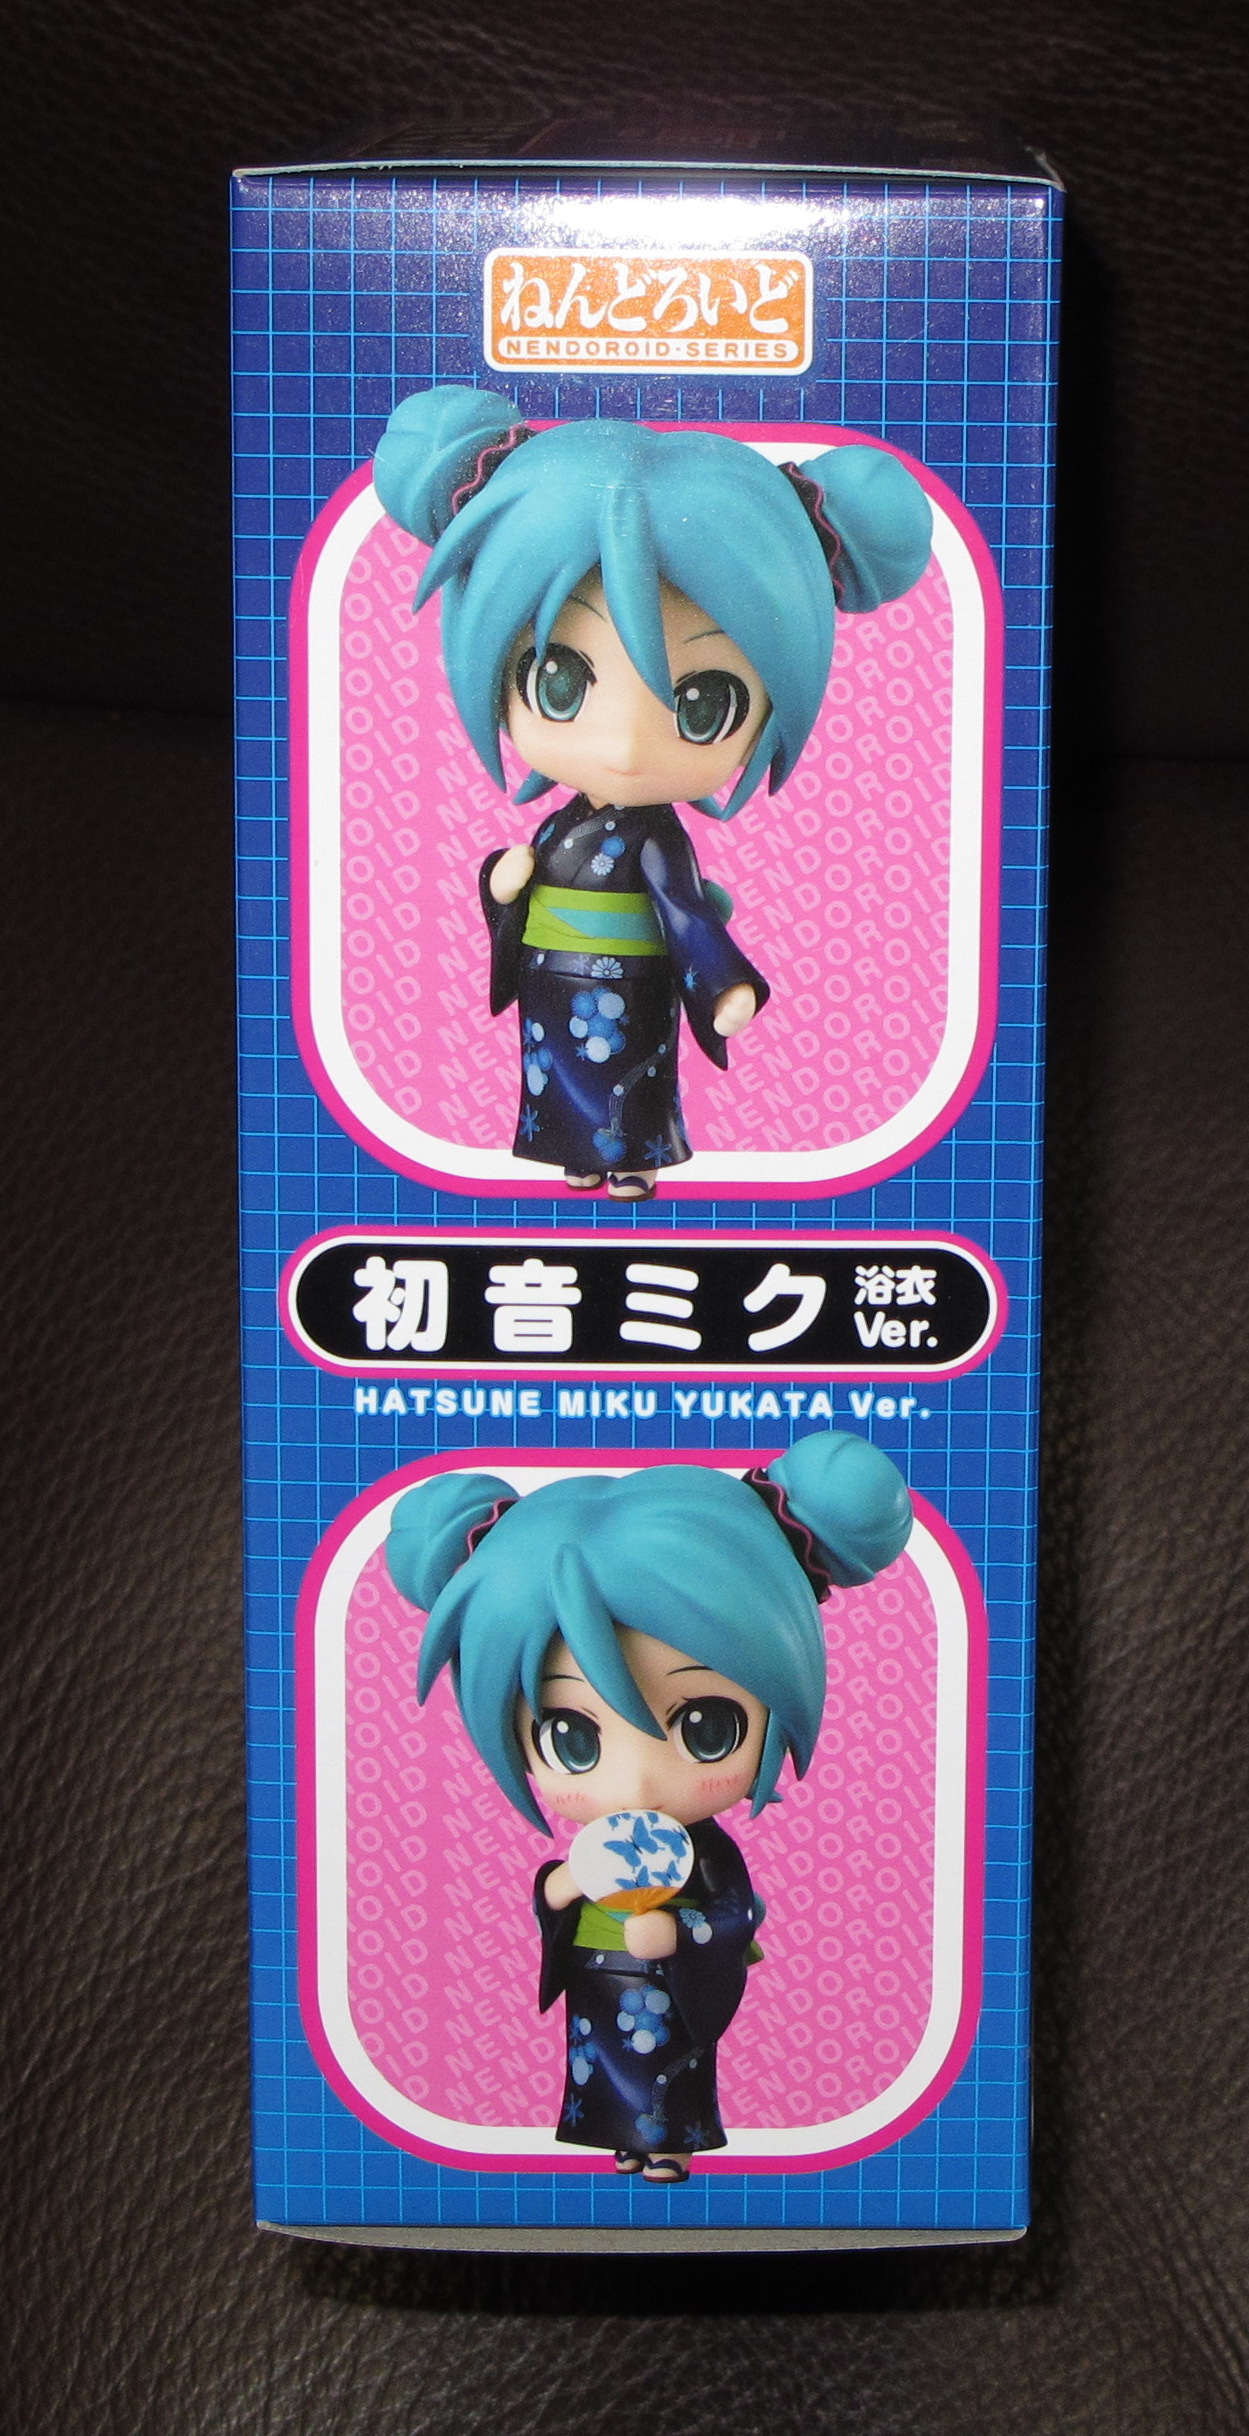 ねんどろいど
NENDOROID·SERIES
初音ミク 浴衣
Ver.
HATSUNE MIKU YUKATA Ver.